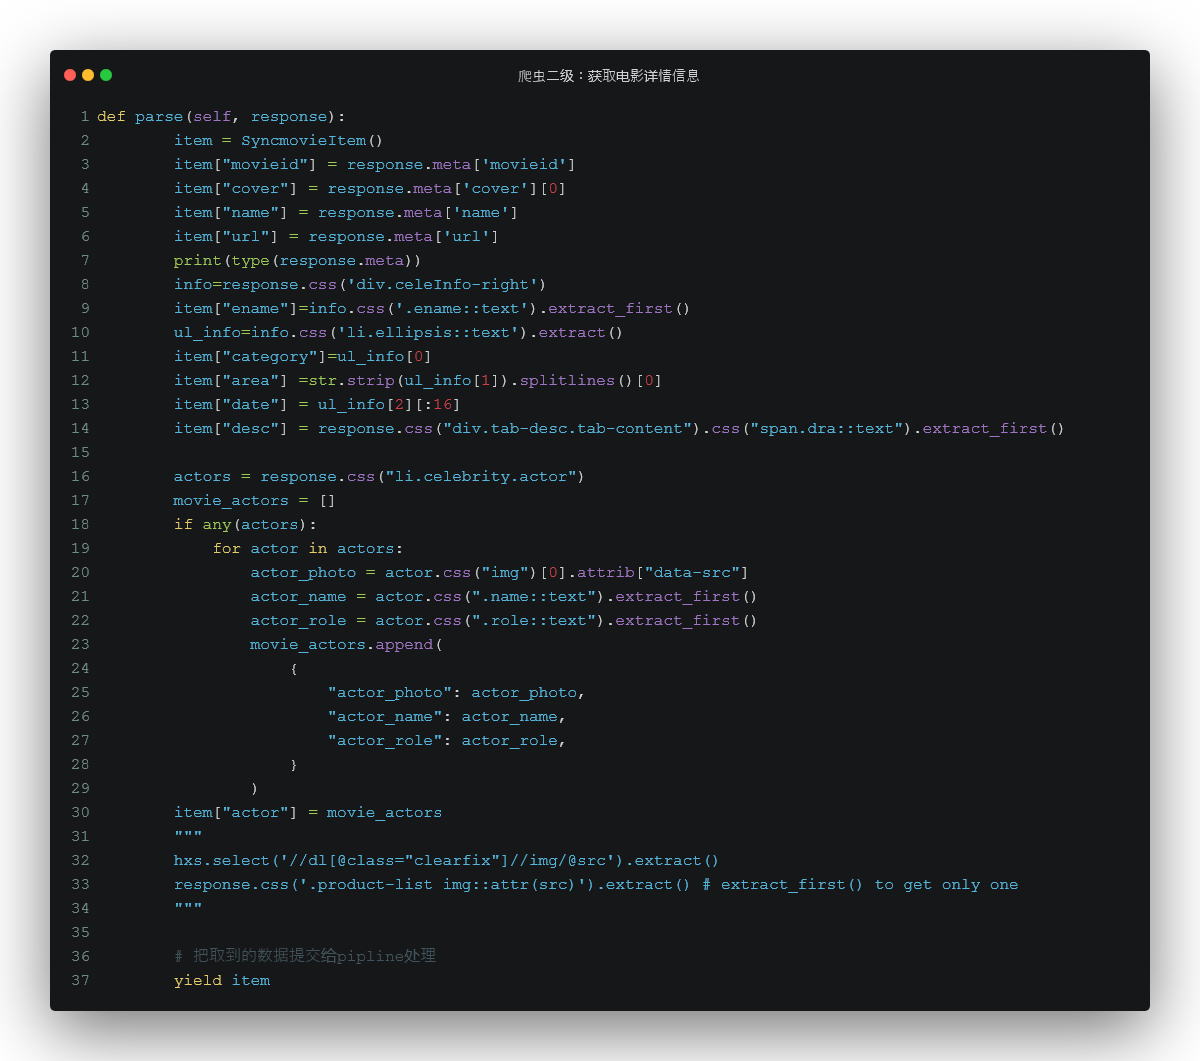 爬虫二级：获取电影详情信息
1 def parse(self, response):
2         item = SyncmovieItem()
3         item["movieid"] = response.meta['movieid']
4         item["cover"] = response.meta['cover'][0]
5         item["name"] = response.meta['name']
6         item["url"] = response.meta['url']
7         print(type(response.meta))
8         info=response.css('div.celeInfo-right')
9         item["ename"]=info.css('.ename::text').extract_first()
10         ul_info=info.css('li.ellipsis::text').extract()
11         item["category"]=ul_info[0]
12         item["area"] =str.strip(ul_info[1]).splitlines()[0]
13         item["date"] = ul_info[2][:16]
14         item["desc"] = response.css("div.tab-desc.tab-content").css("span.dra::text").extract_first()
15
16         actors = response.css("li.celebrity.actor")
17         movie_actors = []
18         if any(actors):
19             for actor in actors:
20                 actor_photo = actor.css("img")[0].attrib["data-src"]
21                 actor_name = actor.css(".name::text").extract_first()
22                 actor_role = actor.css(".role::text").extract_first()
23                 movie_actors.append(
24                     {
25                         "actor_photo": actor_photo,
26                         "actor_name": actor_name,
27                         "actor_role": actor_role,
28                     }
29                 )
30         item["actor"] = movie_actors
31         """
32         hxs.select('//dl[@class="clearfix"]//img/@src').extract()
33         response.css('.product-list img::attr(src)').extract() # extract_first() to get only one
34         """
35
36         # 把取到的数据提交给pipline处理
37         yield item